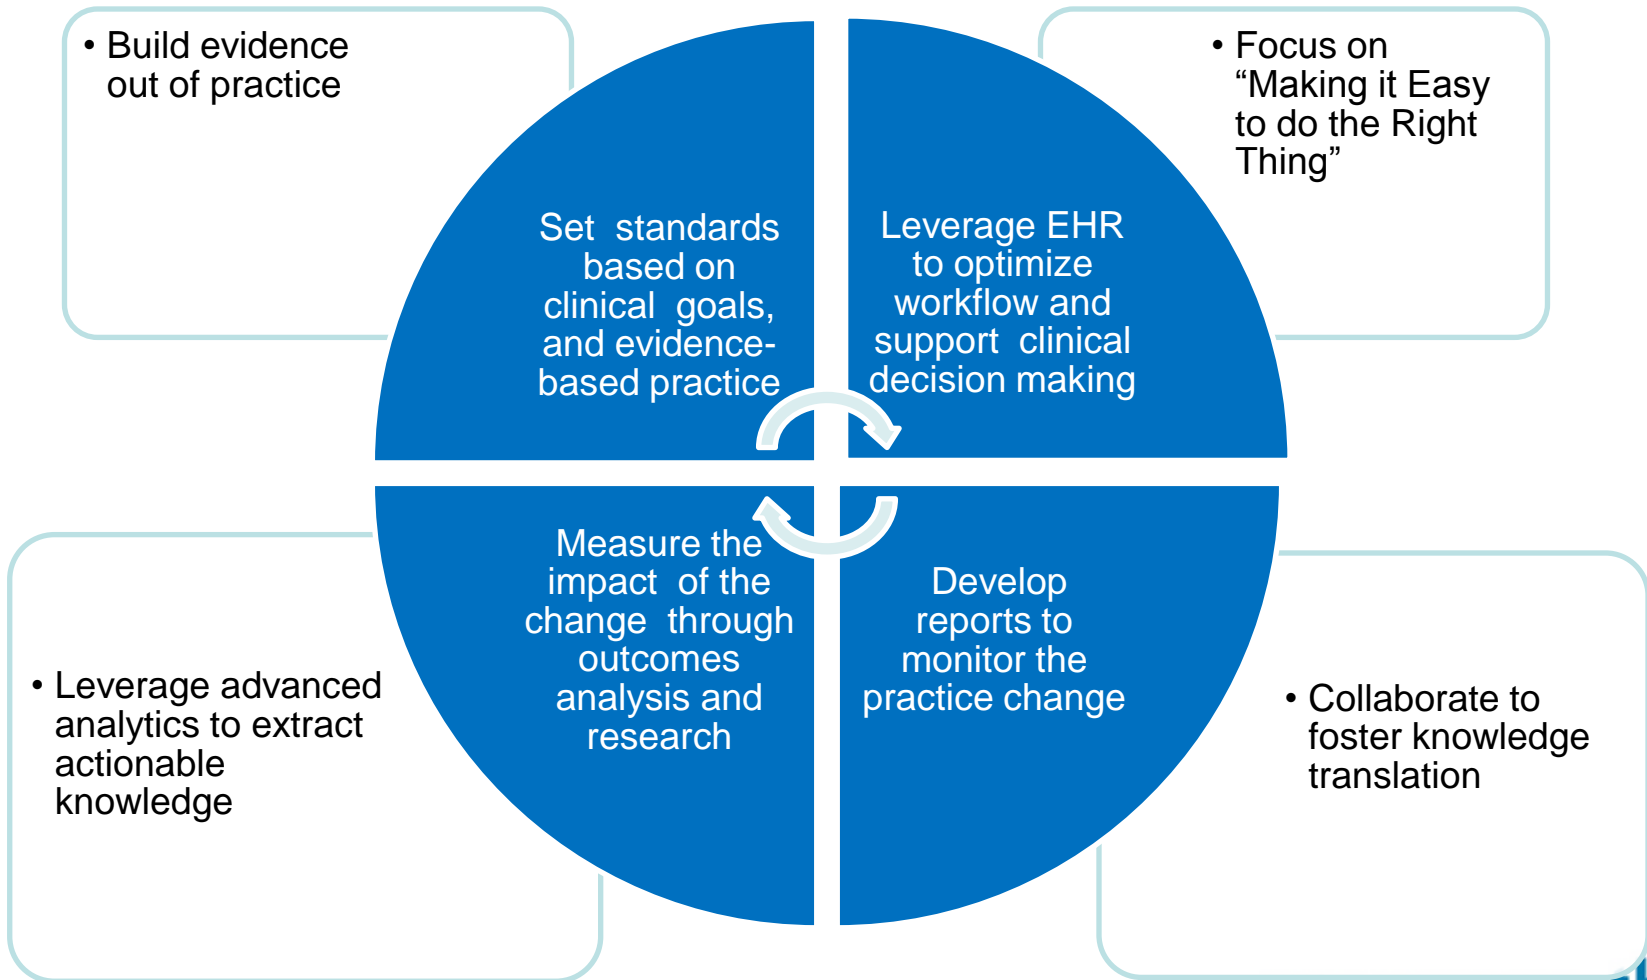 • Build evidence
out of practice
• Focus on
“Making it Easy
to do the Right
Thing”
Set standards
based on
clinical goals,
and evidence-
based practice
Leverage EHR
to optimize
workflow and
support clinical
decision making
Measure the
impact of the
change through
outcomes
analysis and
research
Develop
reports to
monitor the
practice change
• Leverage advanced
analytics to extract
actionable
knowledge
• Collaborate to
foster knowledge
translation